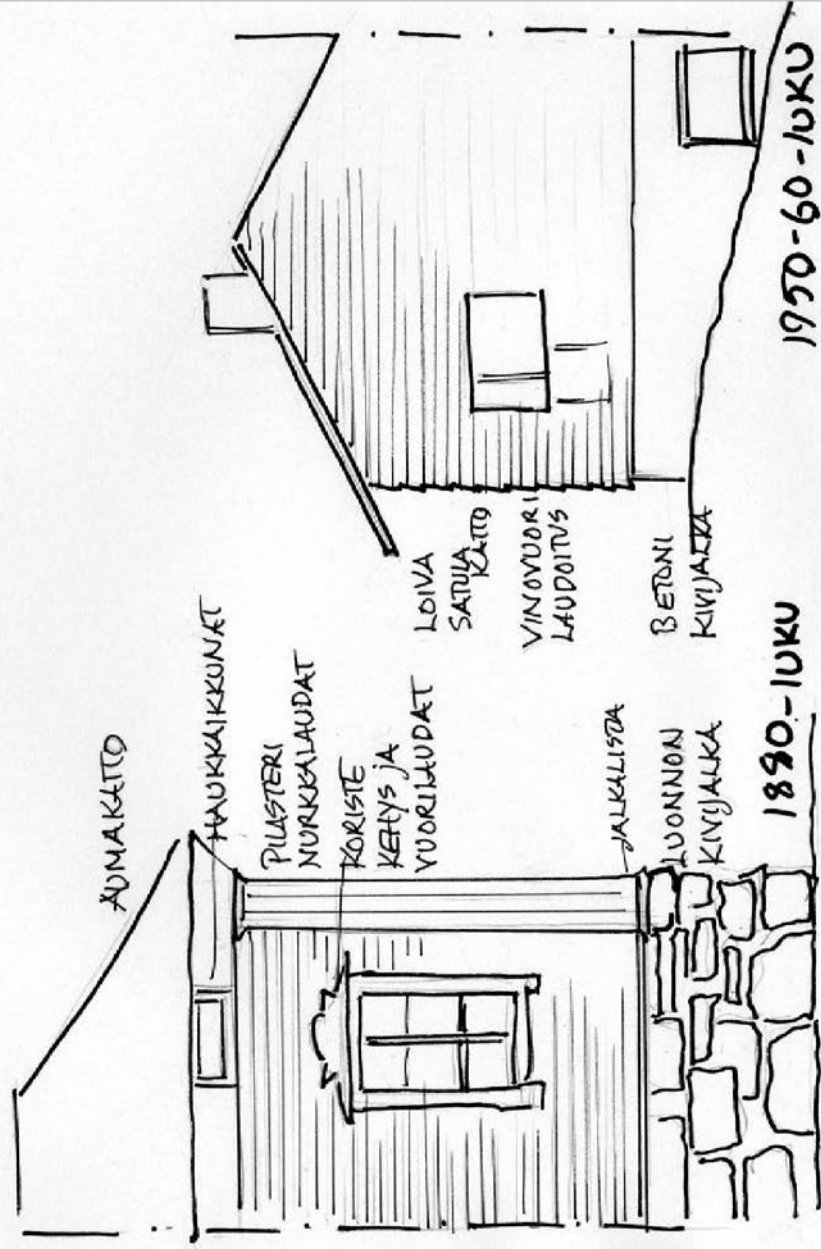 AUMAKATTO
HAUKKAIKKUNAT
PILASTERI
NURKKALAUDAT
KORISTE
KEHYS JA
VUORILAUDAT
JALKALISTA
LUONNON
KIVIJALKA
1880-LUKU
LOIVA
SATULA
KATTO
VINOVUORI
LAUDOITUS
BETONI
KIVIJALKA
1950-60-LUKU